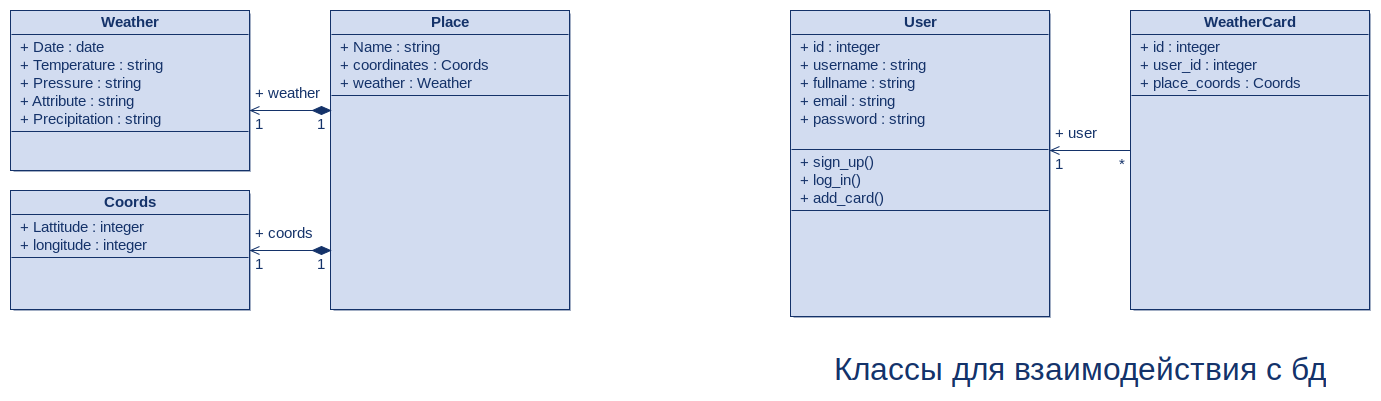 Weather
+ Date : date
+ Temperature : string
+ Pressure : string
+ Attribute : string
+ Precipitation : string
+ weather
1
1
Place
+ Name : string
+ coordinates : Coords
+ weather : Weather
Coords
+ Lattitude : integer
+ longitude : integer
+ coords
1
1
User
+ id : integer
+ username : string
+ fullname : string
+ email : string
+ password : string
+ sign_up()
+ log_in()
+ add_card()
+ user
1
*
WeatherCard
+ id : integer
+ user_id : integer
+ place_coords : Coords
Классы для взаимодействия с бд